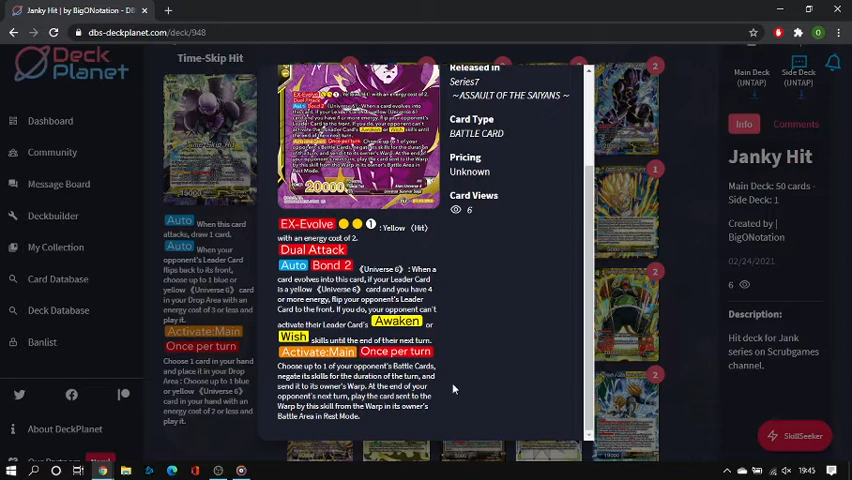 Janky Hit | by BigONotation - DB
dbs-deckplanet.com/deck/948
Deck
Planet
Dashboard
Community
Message Board
Deckbuilder
My Collection
Card Database
Deck Database
Banlist
About DeckPlanet
Time-Skip Hit
15000
Auto When this card
attacks, draw 1 card.
Auto When your
opponent's Leader Card
flips back to its front,
choose up to 1 blue or
yellow 《Universe 6》 card
in your Drop Area with an
energy cost of 3 or less and
play it.
Activate:Main
Once per turn
Choose 1 card in your hand
and place it in your Drop
Area : Choose up to 1 blue
or yellow 《Universe 6》
card in your hand with an
energy cost of 2 or less and
play it.
20000
EX-Evolve 1 : Yellow 〈Hit〉
with an energy cost of 2.
Dual Attack
Auto Bond 2 《Universe 6》 : When a
card evolves into this card, if your Leader Card
is a yellow 《Universe 6》 card and you have 4
or more energy, flip your opponent's Leader
Card to the front. If you do, your opponent can't
activate their Leader Card's Awaken or
Wish skills until the end of their next turn.
Activate:Main Once per turn
Choose up to 1 of your opponent's Battle Cards,
negate its skills for the duration of the turn, and
send it to its owner's Warp. At the end of your
opponent's next turn, play the card sent to the
Warp by this skill from the Warp in its owner's
Battle Area in Rest Mode.
Released in
Series7
~ASSAULT OF THE SAIYANS~
Card Type
BATTLE CARD
Pricing
Unknown
Card Views
6
2
1
2
2
Main Deck
(UNTAP)
Side Deck
(UNTAP)
Info
Comments
Janky Hit
Main Deck: 50 cards -
Side Deck: 1
Created by |
BigONotation
02/24/2021
6
Description:
Hit deck for Jank
series on Scrubgames
channel.
SkillSeeker
19:45